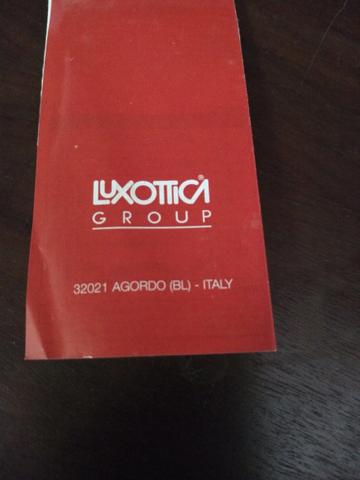 LUXOTTICA®
GROUP
32021 AGORDO (BL) - ITALY